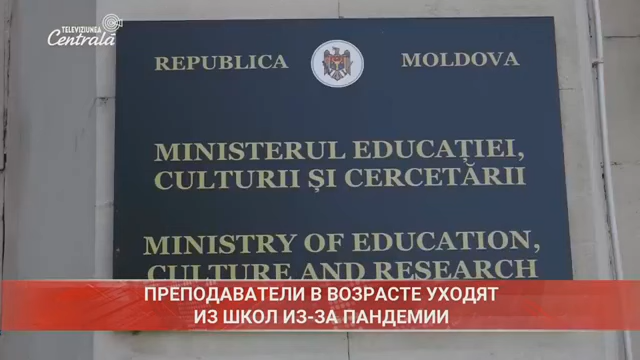 TELEVIZIUNEA
Centrală
REPUBLICA MOLDOVA
MINISTERUL EDUCAȚIEI,
CULTURII ȘI CERCETĂRII
MINISTRY OF EDUCATION,
CULTURE AND RESEARCH
ПРЕПОДАВАТЕЛИ В ВОЗРАСТЕ УХОДЯТ
ИЗ ШКОЛ ИЗ-ЗА ПАНДЕМИИ